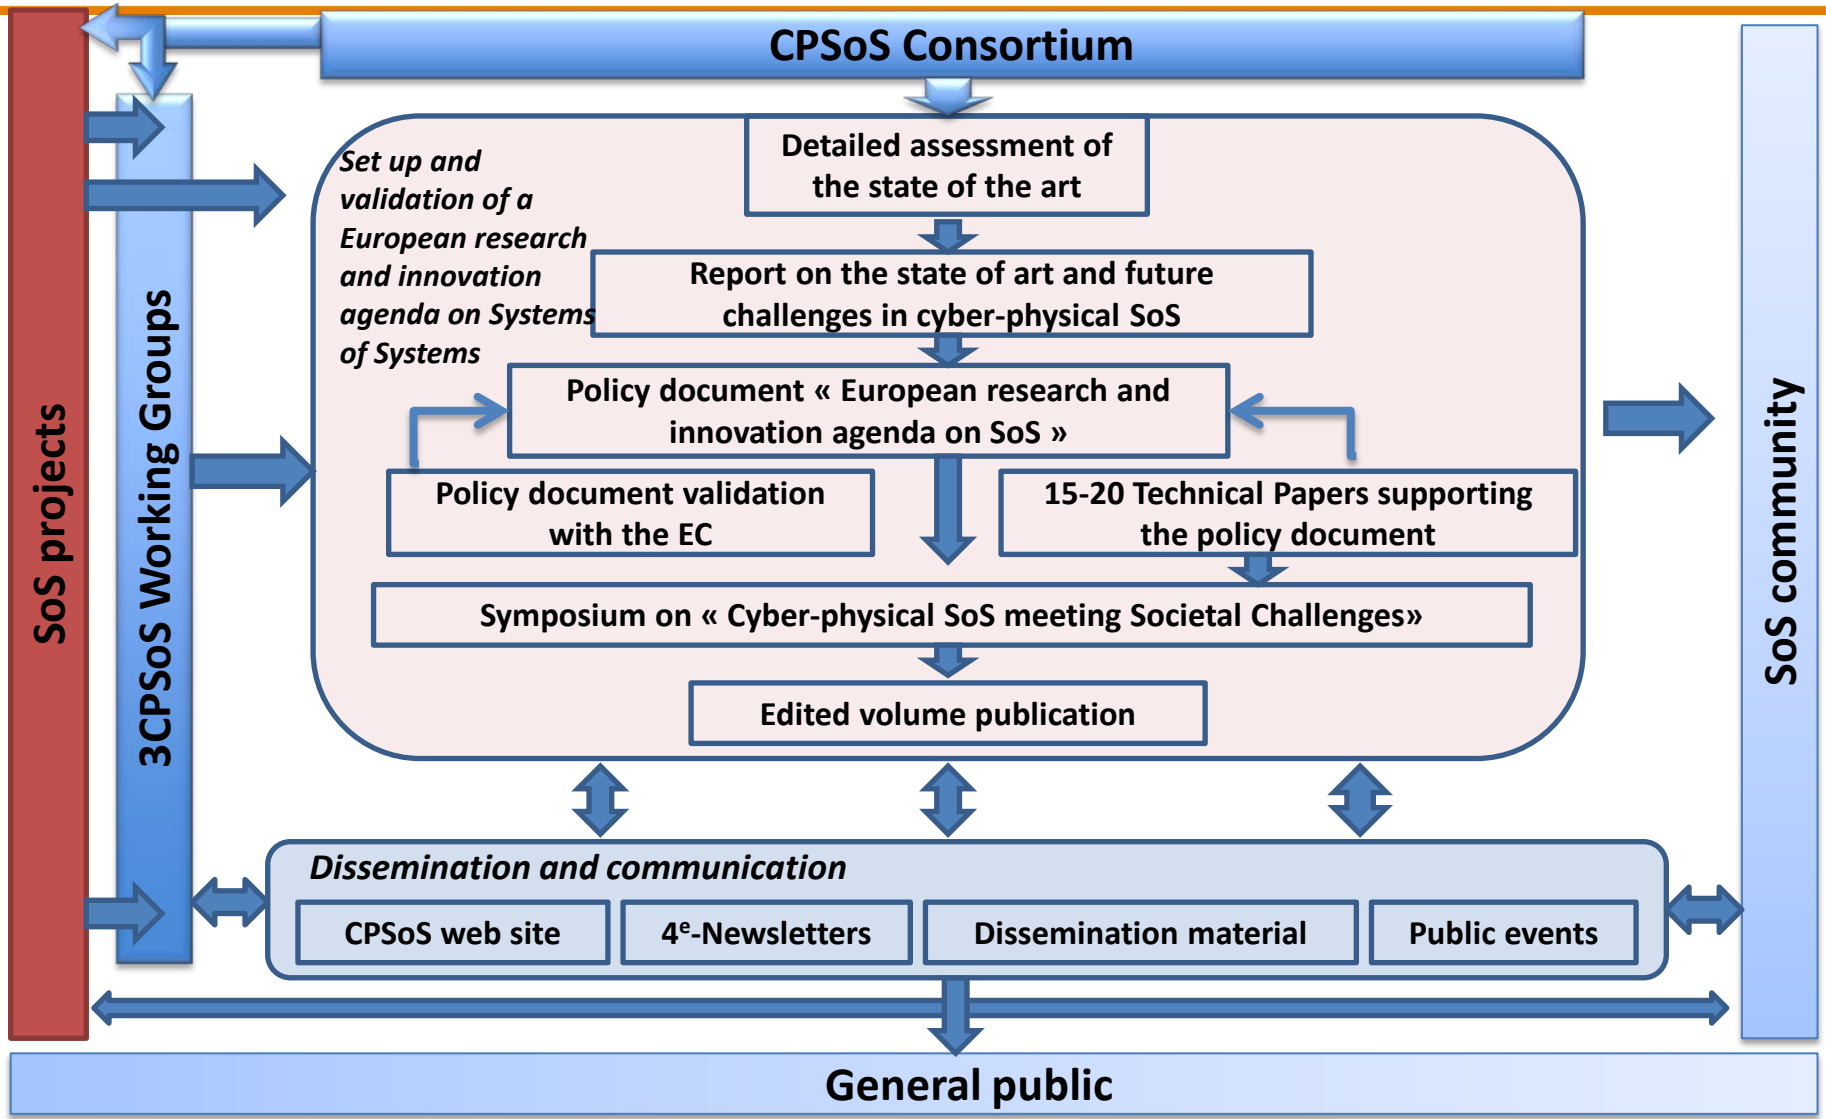 CPSoS Consortium
SoS projects
3CPSoS Working Groups
Set up and
validation of a
European research
and innovation
agenda on Systems
of Systems
Detailed assessment of
the state of the art
Report on the state of art and future
challenges in cyber-physical SoS
Policy document « European research and
innovation agenda on SoS »
Policy document validation
with the EC
15-20 Technical Papers supporting
the policy document
Symposium on « Cyber-physical SoS meeting Societal Challenges»
Edited volume publication
SoS community
Dissemination and communication
CPSoS web site
4e-Newsletters
Dissemination material
Public events
General public